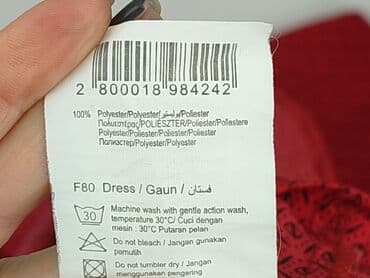 2 800018 984242
100% Polyester/Polyester/بوليستر/Poliester
Πολυεστέρας/POLIÉSZTER/Poliester/Poliestere
Polyester/Poliester/Poliester/Polyester
Полиэстер/Polyester/Polyester
F80 Dress / Gaun / فستان
30 Machine wash with gentle action wash,
temperature 30°C/ Cuci dengan
mesin : 30°C Putaran pelan
Do not bleach / Jangan gunakan
pemutih
Do not tumbler dry / Jangan
menggunakan pengering